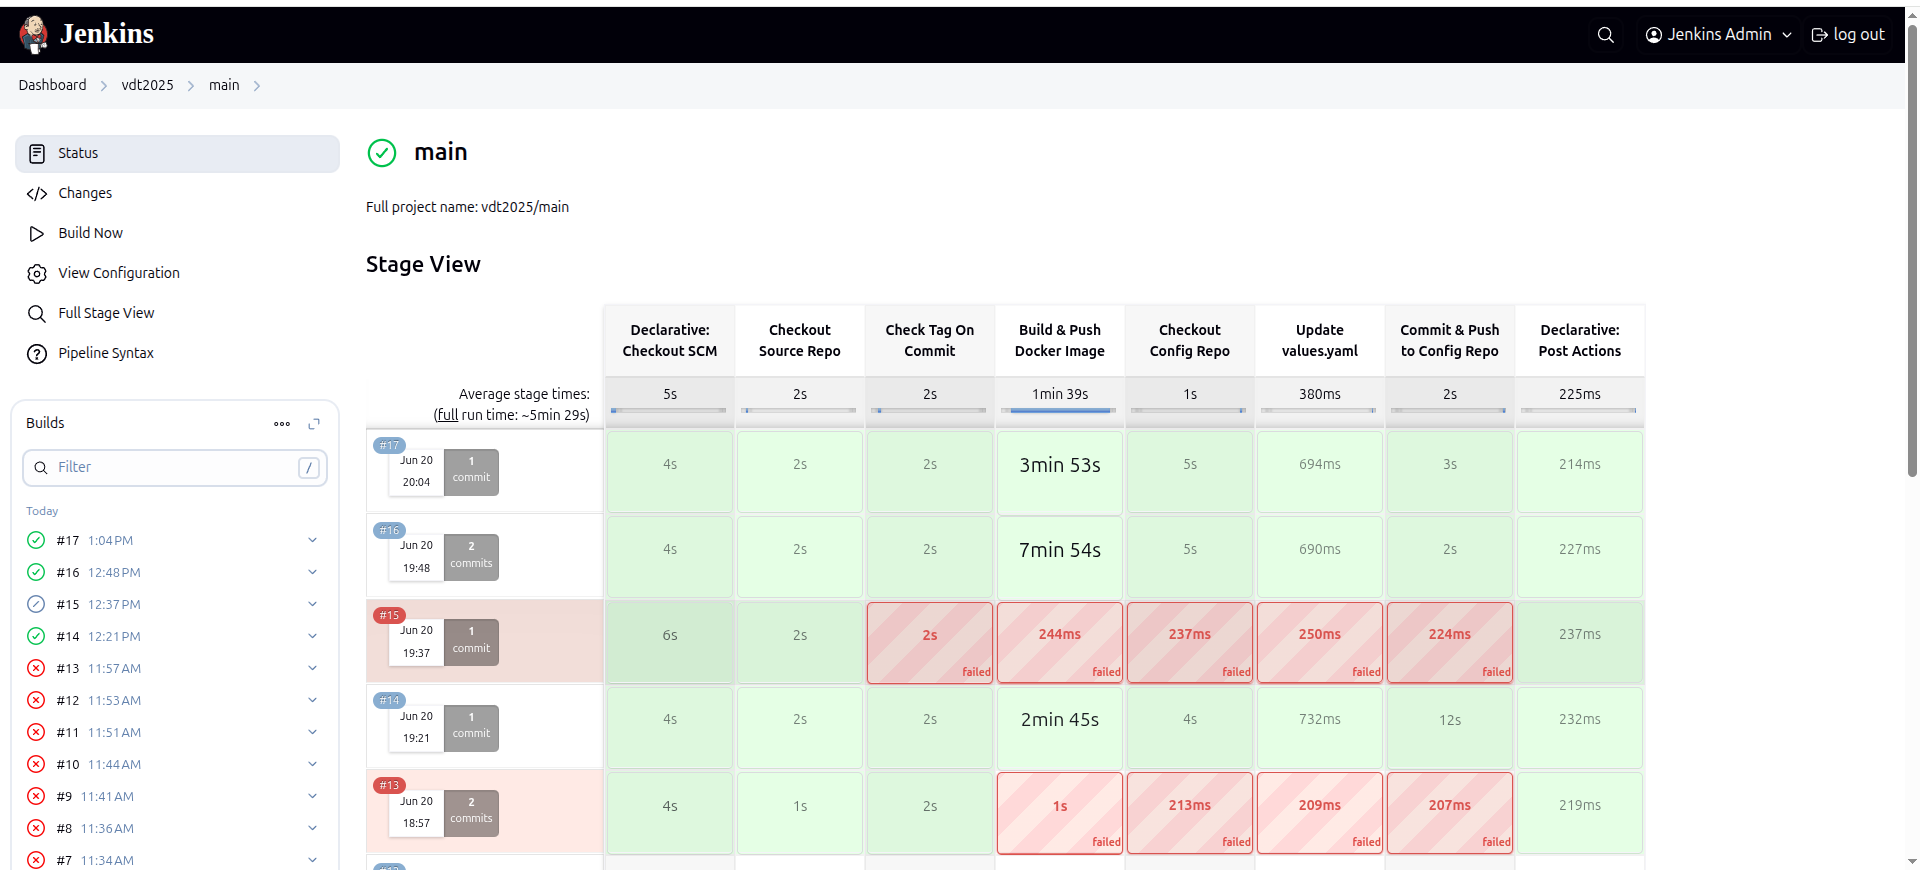 Jenkins
Jenkins Admin
log out
Dashboard
vdt2025
main
Status
Changes
Build Now
View Configuration
Full Stage View
Pipeline Syntax
Builds
Filter /
Today
#17 1:04 PM
#16 12:48 PM
#15 12:37 PM
#14 12:21 PM
#13 11:57 AM
#12 11:53 AM
#11 11:51 AM
#10 11:44 AM
#9 11:41 AM
#8 11:36 AM
#7 11:34 AM
main
Full project name: vdt2025/main
Stage View
Declarative: Checkout SCM
Checkout Source Repo
Check Tag On Commit
Build & Push Docker Image
Checkout Config Repo
Update values.yaml
Commit & Push to Config Repo
Declarative: Post Actions
Average stage times:
(full run time: ~5min 29s)
5s 2s 2s 1min 39s 1s 380ms 2s 225ms
#17
Jun 20 20:04
1 commit
4s 2s 2s 3min 53s 5s 694ms 3s 214ms
#16
Jun 20 19:48
2 commits
4s 2s 2s 7min 54s 5s 690ms 2s 227ms
#15
Jun 20 19:37
1 commit
6s 2s 2s 244ms 237ms 250ms 224ms 237ms
failed failed failed failed failed
#14
Jun 20 19:21
1 commit
4s 2s 2s 2min 45s 4s 732ms 12s 232ms
#13
Jun 20 18:57
2 commits
4s 1s 2s 1s 213ms 209ms 207ms 219ms
failed failed failed failed